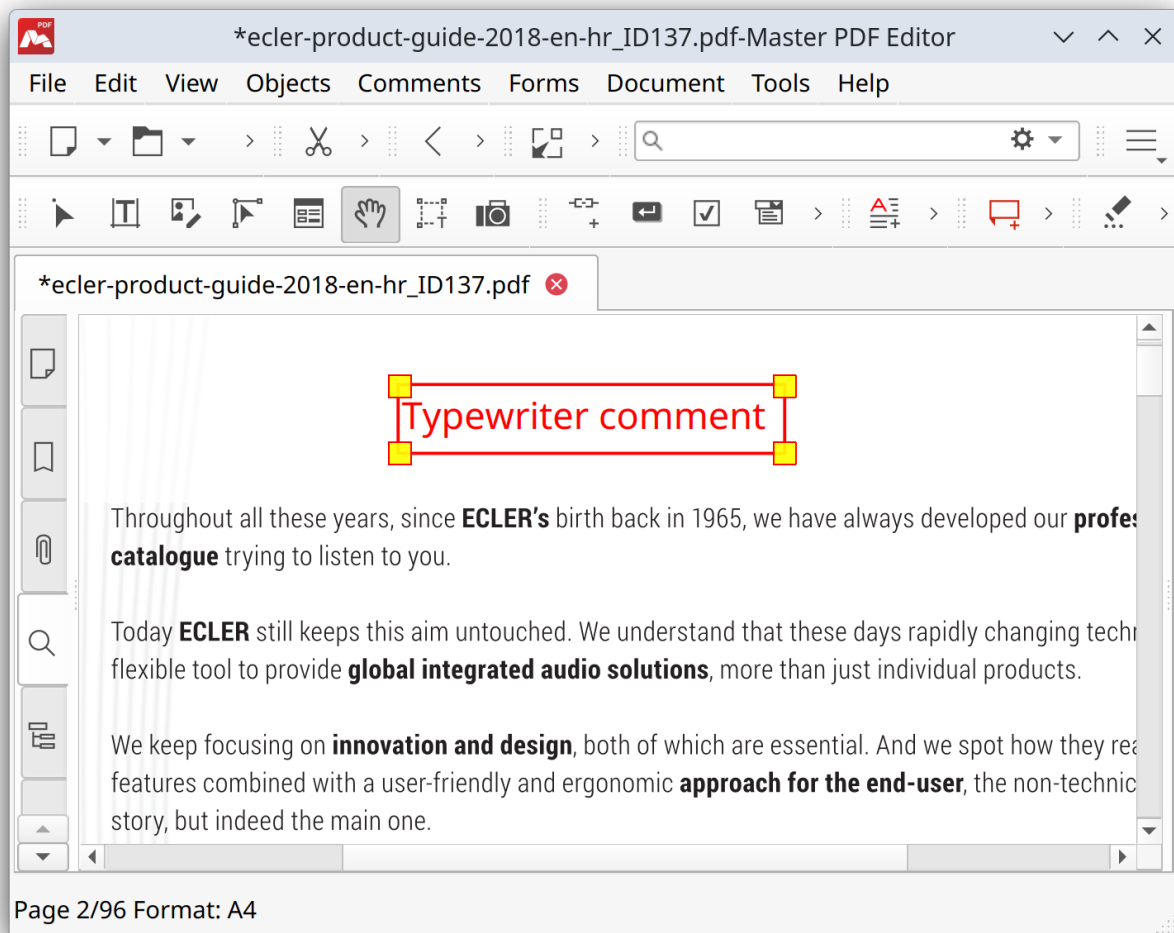 PDF
*ecler-product-guide-2018-en-hr_ID137.pdf-Master PDF Editor
File Edit View Objects Comments Forms Document Tools Help
*ecler-product-guide-2018-en-hr_ID137.pdf
Typewriter comment
Throughout all these years, since ECLER's birth back in 1965, we have always developed our profes
catalogue trying to listen to you.
Today ECLER still keeps this aim untouched. We understand that these days rapidly changing techn
flexible tool to provide global integrated audio solutions, more than just individual products.
We keep focusing on innovation and design, both of which are essential. And we spot how they rea
features combined with a user-friendly and ergonomic approach for the end-user, the non-technic
story, but indeed the main one.
Page 2/96 Format: A4